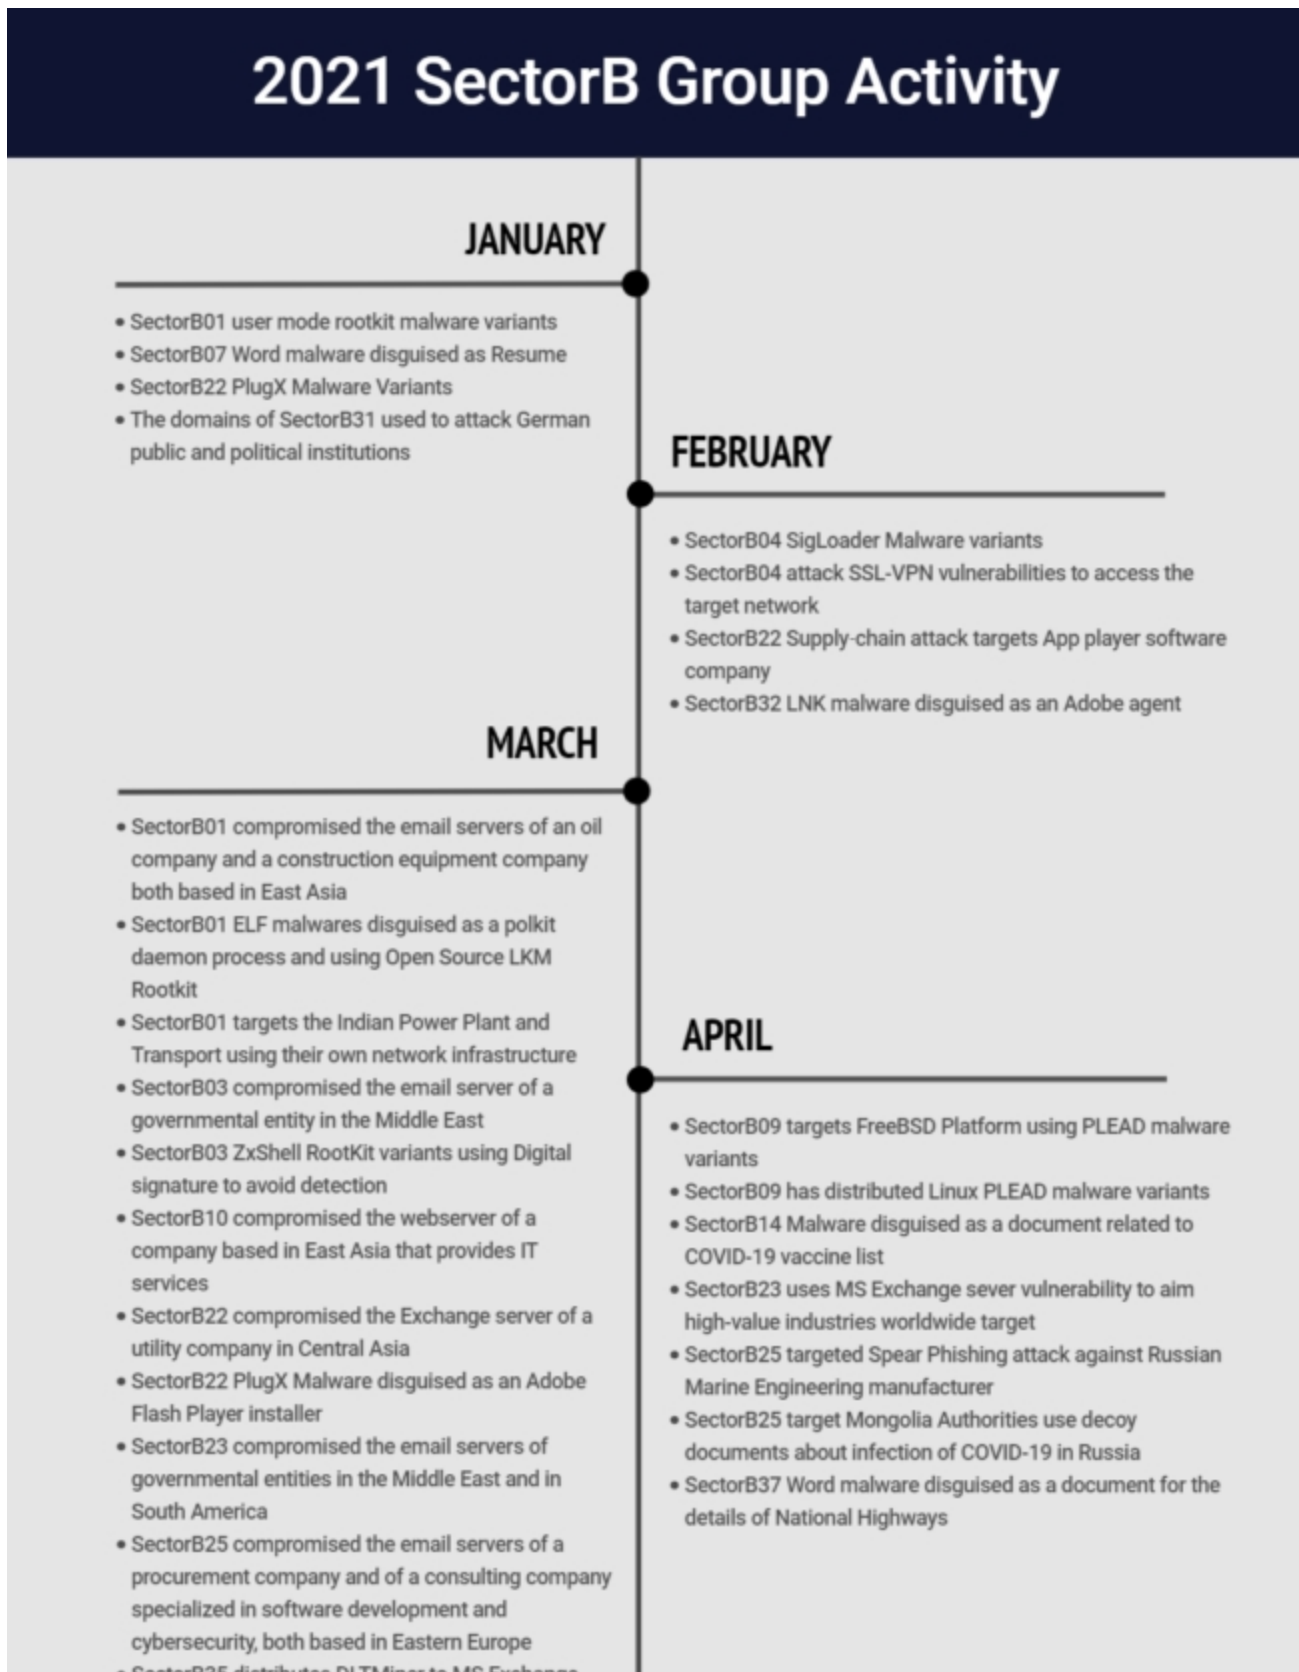 2021 SectorB Group Activity
JANUARY
• SectorB01 user mode rootkit malware variants
• SectorB07 Word malware disguised as Resume
• SectorB22 PlugX Malware Variants
• The domains of SectorB31 used to attack German
public and political institutions
FEBRUARY
• SectorB04 SigLoader Malware variants
• SectorB04 attack SSL-VPN vulnerabilities to access the
target network
• SectorB22 Supply-chain attack targets App player software
company
• SectorB32 LNK malware disguised as an Adobe agent
MARCH
• SectorB01 compromised the email servers of an oil
company and a construction equipment company
both based in East Asia
• SectorB01 ELF malwares disguised as a polkit
daemon process and using Open Source LKM
Rootkit
• SectorB01 targets the Indian Power Plant and
Transport using their own network infrastructure
• SectorB03 compromised the email server of a
governmental entity in the Middle East
• SectorB03 ZxShell RootKit variants using Digital
signature to avoid detection
• SectorB10 compromised the webserver of a
company based in East Asia that provides IT
services
• SectorB22 compromised the Exchange server of a
utility company in Central Asia
• SectorB22 PlugX Malware disguised as an Adobe
Flash Player installer
• SectorB23 compromised the email servers of
governmental entities in the Middle East and in
South America
• SectorB25 compromised the email servers of a
procurement company and of a consulting company
specialized in software development and
cybersecurity, both based in Eastern Europe
APRIL
• SectorB09 targets FreeBSD Platform using PLEAD malware
variants
• SectorB09 has distributed Linux PLEAD malware variants
• SectorB14 Malware disguised as a document related to
COVID-19 vaccine list
• SectorB23 uses MS Exchange sever vulnerability to aim
high-value industries worldwide target
• SectorB25 targeted Spear Phishing attack against Russian
Marine Engineering manufacturer
• SectorB25 target Mongolia Authorities use decoy
documents about infection of COVID-19 in Russia
• SectorB37 Word malware disguised as a document for the
details of National Highways